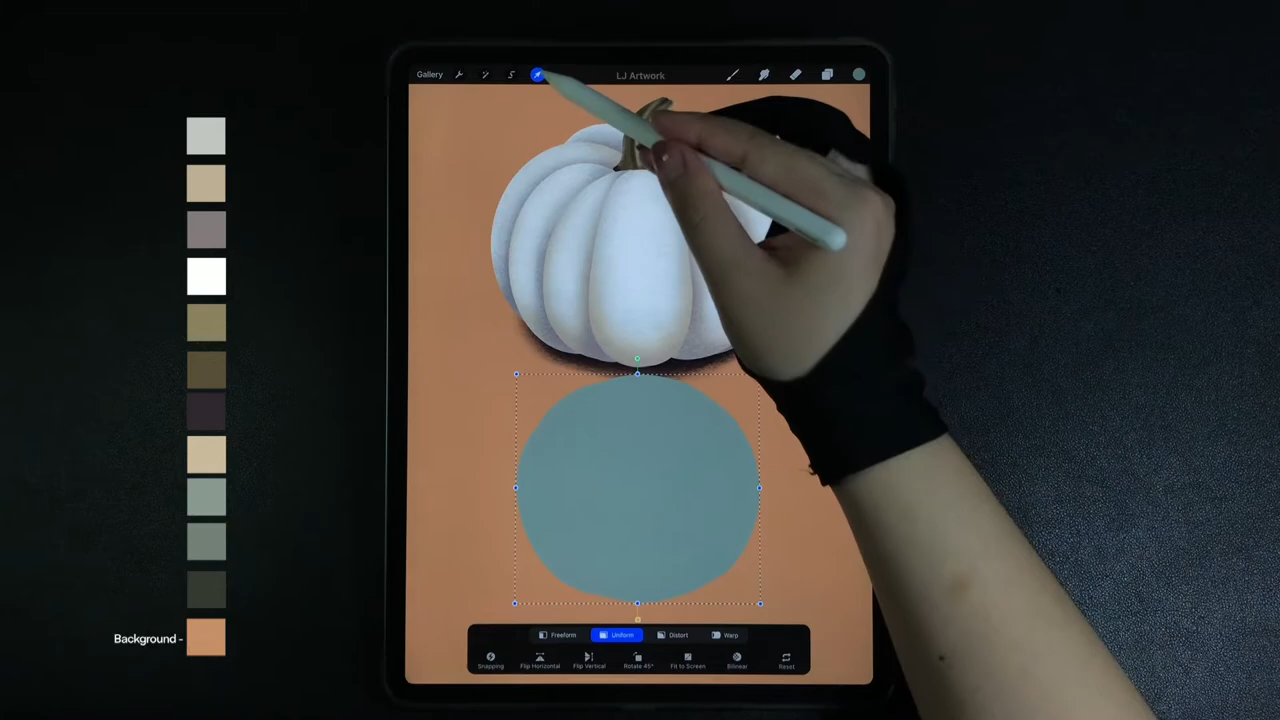 Gallery
LJ Artwork
Background -
Freeform
Uniform
Distort
Warp
Snapping
Flip Horizontal
Flip Vertical
Rotate 45°
Fit to Screen
Bilinear
Reset